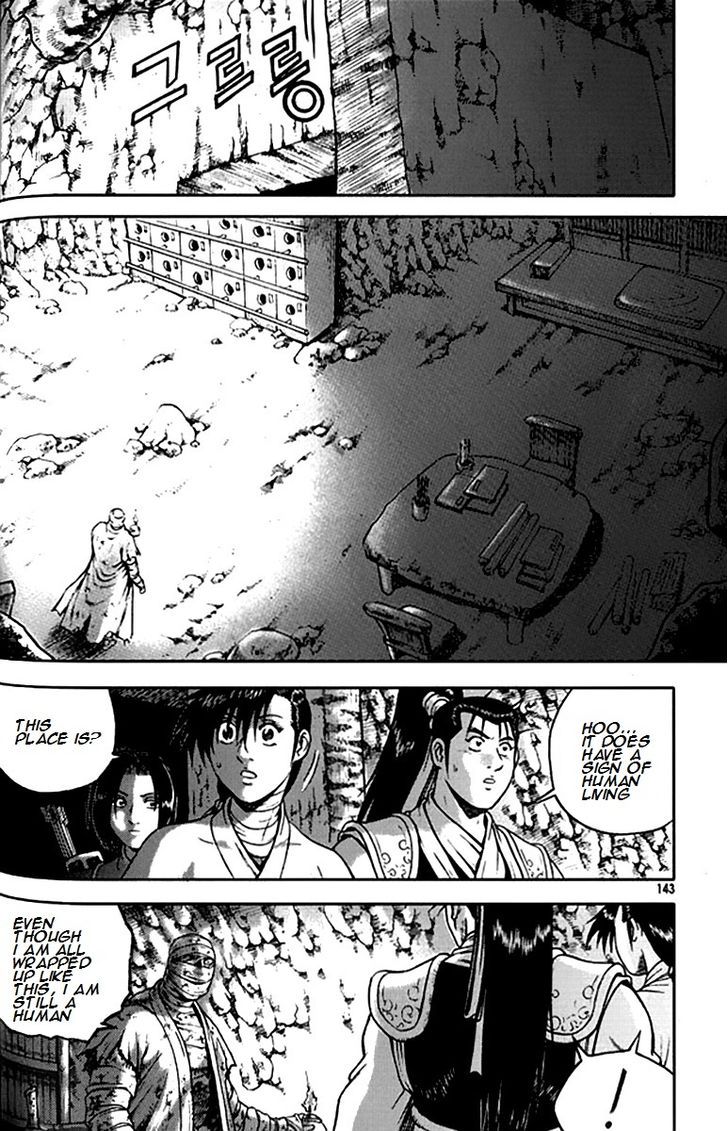 그르릉
THIS
PLACE IS?
HOO...
IT DOES
HAVE A
SIGN OF
HUMAN
LIVING
143
EVEN
THOUGH
I AM ALL
WRAPPED
UP LIKE
THIS, I AM
STILL A
HUMAN
!